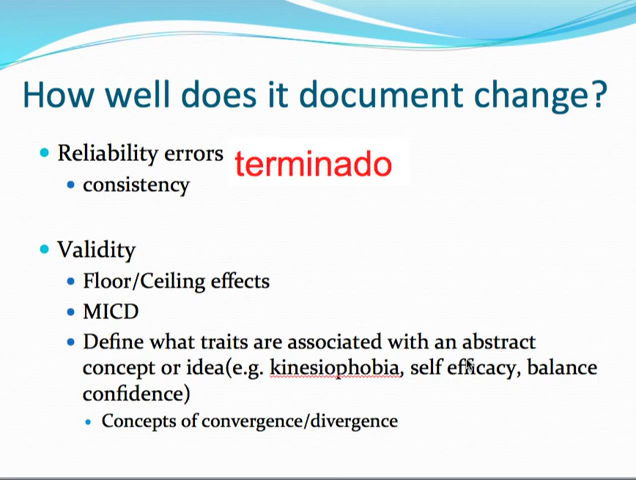 How well does it document change?
Reliability errors
terminado
consistency
Validity
Floor/Ceiling effects
MICD
Define what traits are associated with an abstract
concept or idea(e.g. kinesiophobia, self efficacy, balance
confidence)
Concepts of convergence/divergence